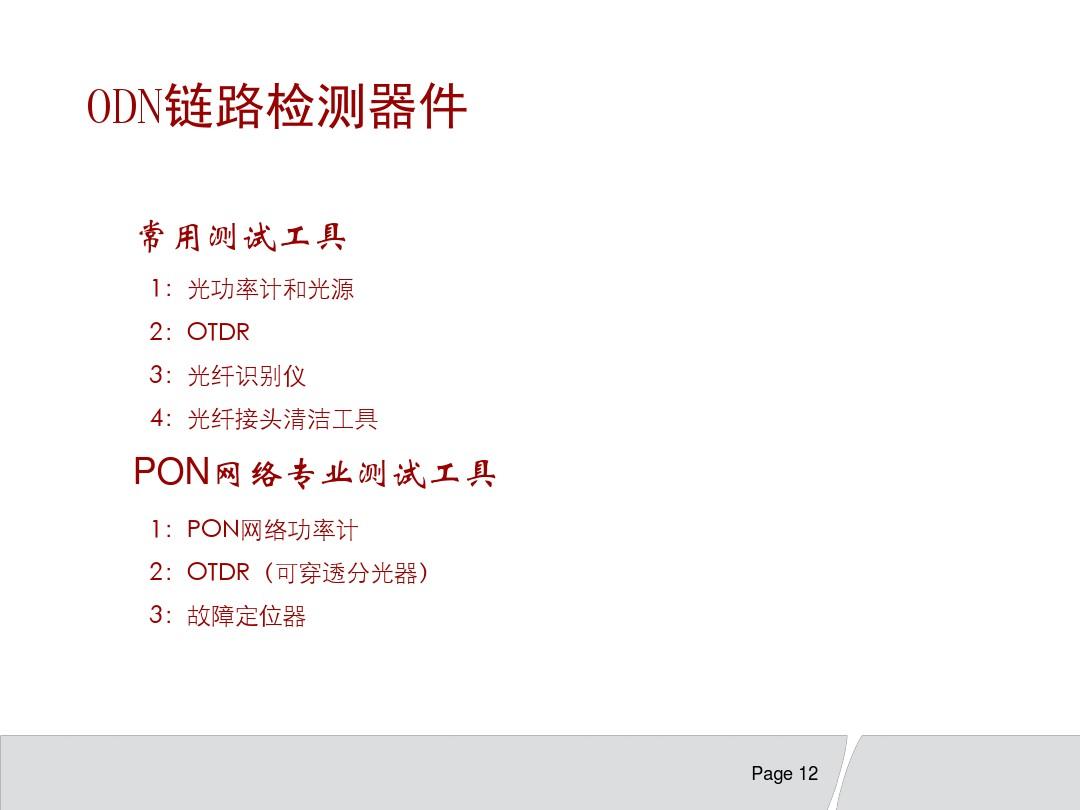 ODN链路检测器件
常用测试工具
1：光功率计和光源
2：OTDR
3：光纤识别仪
4：光纤接头清洁工具
PON网络专业测试工具
1：PON网络功率计
2：OTDR（可穿透分光器）
3：故障定位器
Page 12